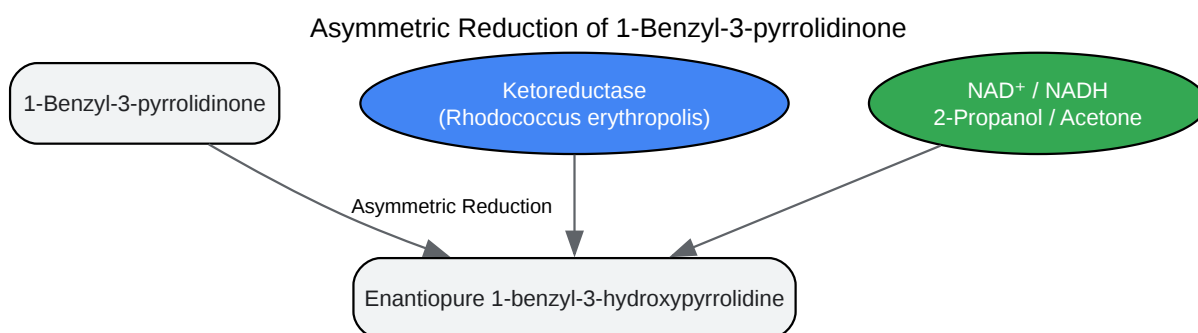 Asymmetric Reduction of 1-Benzyl-3-pyrrolidinone
1-Benzyl-3-pyrrolidinone
Ketoreductase
(Rhodococcus erythropolis)
NAD⁺ / NADH
2-Propanol / Acetone
Asymmetric Reduction
Enantiopure 1-benzyl-3-hydroxypyrrolidine